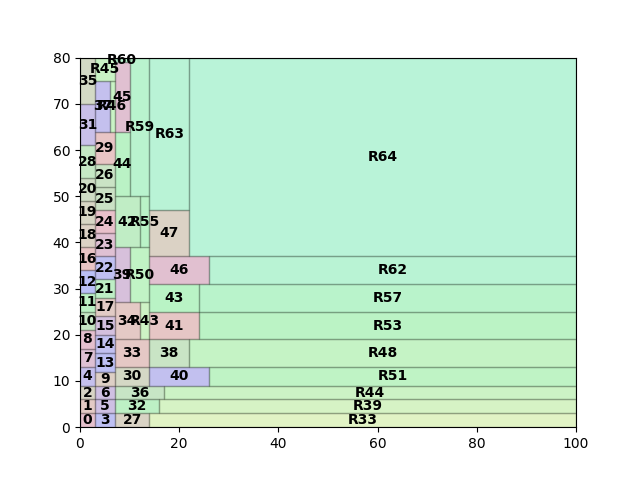 80 R60
R45
35
45
70 37 R46
31 R59
R63
29
60
R64
28 44
26
20
50
25
19
24 42 R55
18 47
40 23
16
22 46 R62
39 R50
12
30 21
11 43 R57
17
10 34 R43
15 41 R53
20
8
14
33 38 R48
7
13
4 30 40 R51
10 9
2 6 36 R44
1 5 32 R39
0 3 27 R33
0
0 20 40 60 80 100